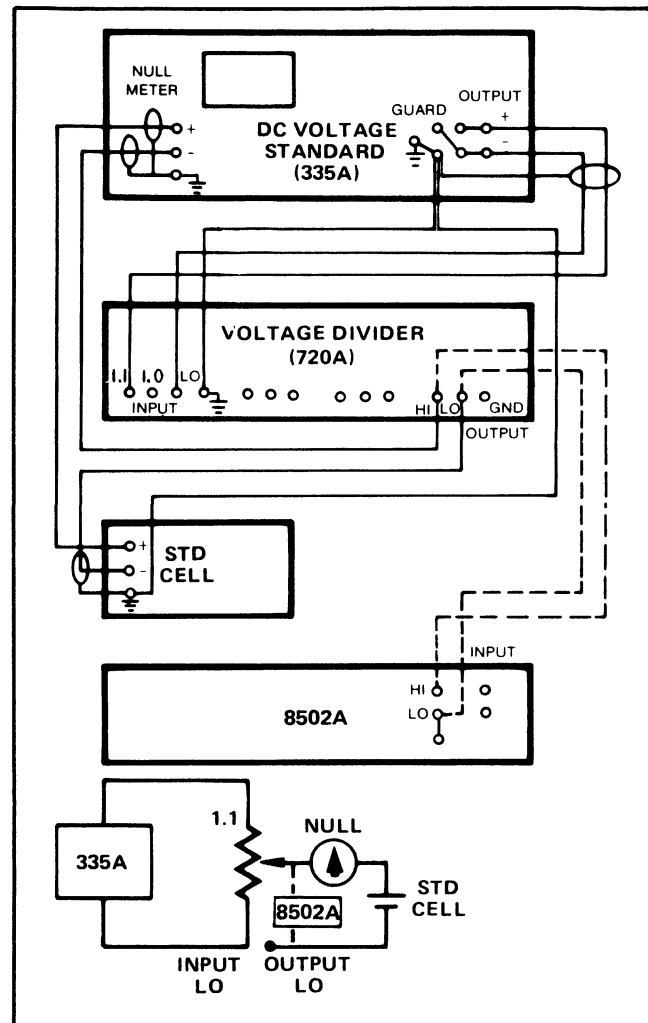 NULL
METER
+
-
DC VOLTAGE
STANDARD
(335A)
GUARD
OUTPUT
+
-
VOLTAGE DIVIDER
(720A)
1.1 1.0 LO
INPUT
HI LO GND
OUTPUT
+
-
STD
CELL
INPUT
HI
LO
8502A
335A
1.1
NULL
8502A
STD
CELL
INPUT
LO
OUTPUT
LO